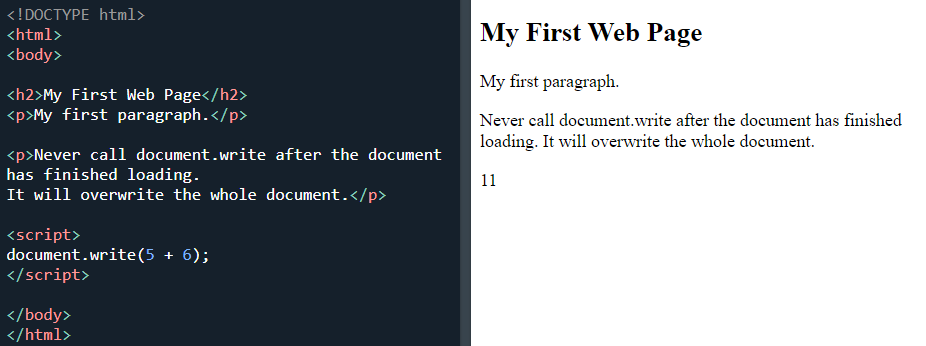 <!DOCTYPE html>
<html>
<body>
<h2>My First Web Page</h2>
<p>My first paragraph.</p>
<p>Never call document.write after the document
has finished loading.
It will overwrite the whole document.</p>
<script>
document.write(5 + 6);
</script>
</body>
</html>
My First Web Page
My first paragraph.
Never call document.write after the document has finished
loading. It will overwrite the whole document.
11